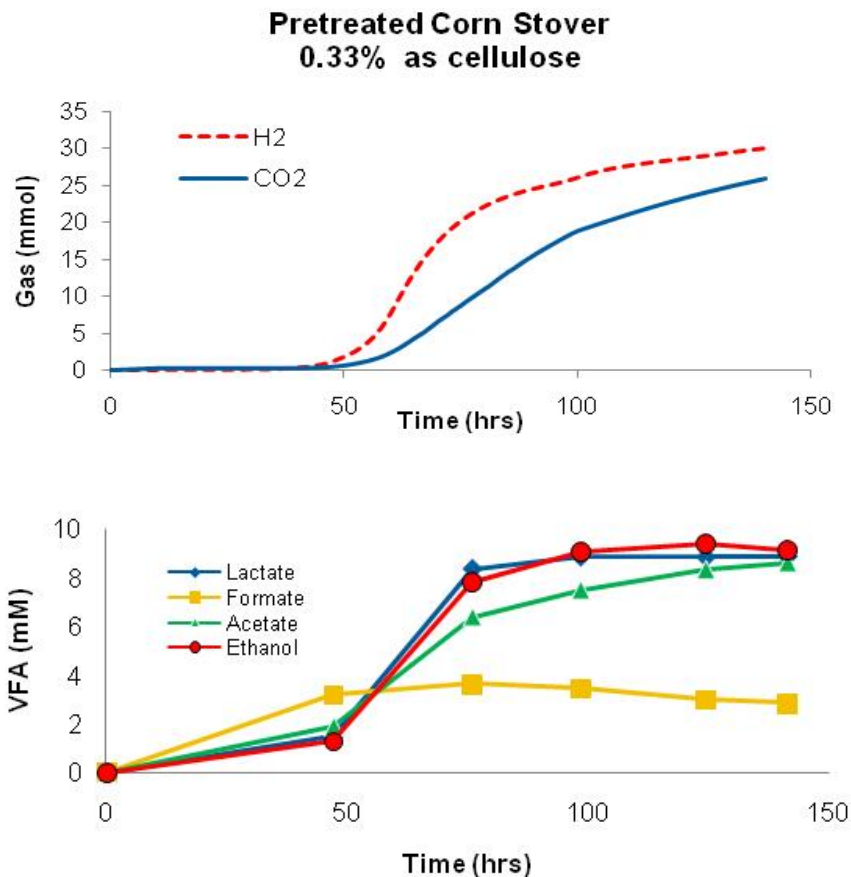 Pretreated Corn Stover
0.33% as cellulose
35
30
25
20
15
10
5
0
Gas (mmol)
H2
CO2
0
50
100
150
Time (hrs)
10
8
6
4
2
0
VFA (mM)
Lactate
Formate
Acetate
Ethanol
0
50
100
150
Time (hrs)